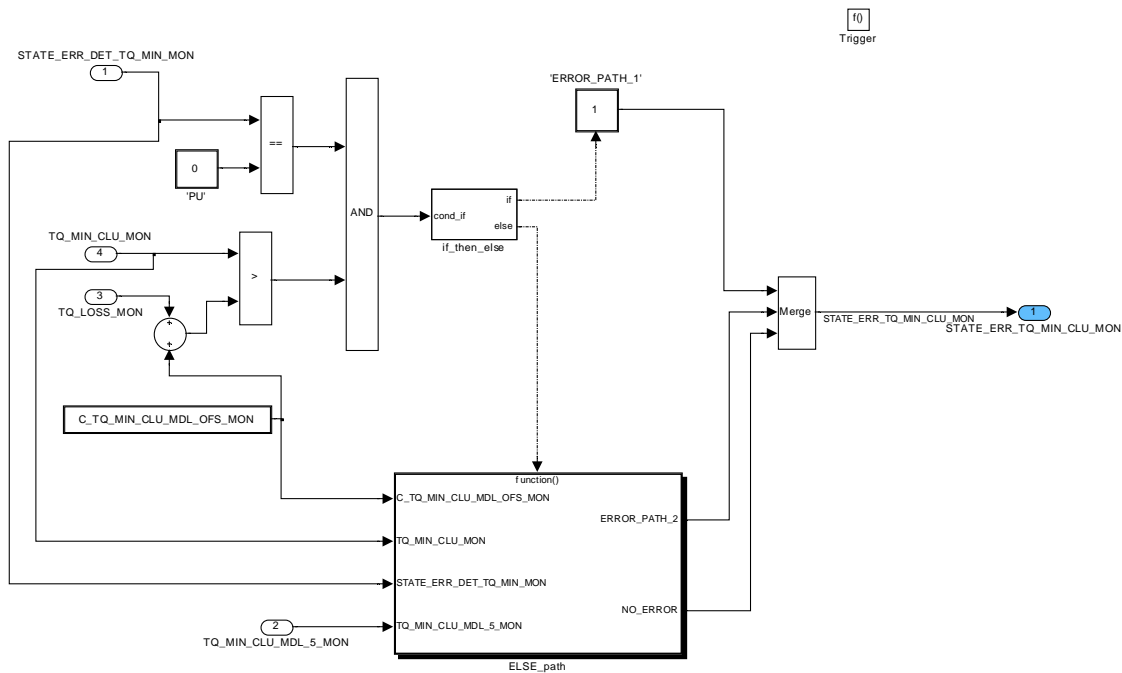 f()
Trigger
STATE_ERR_DET_TQ_MIN_MON
1
'ERROR_PATH_1'
1
==
0
'PU'
AND
if
cond_if
else
if_then_else
TQ_MIN_CLU_MON
4
>
3
TQ_LOSS_MON
+
+
Merge
STATE_ERR_TQ_MIN_CLU_MON
1
STATE_ERR_TQ_MIN_CLU_MON
C_TQ_MIN_CLU_MDL_OFS_MON
function()
C_TQ_MIN_CLU_MDL_OFS_MON
ERROR_PATH_2
TQ_MIN_CLU_MON
STATE_ERR_DET_TQ_MIN_MON
NO_ERROR
2
TQ_MIN_CLU_MDL_5_MON
TQ_MIN_CLU_MDL_5_MON
ELSE_path